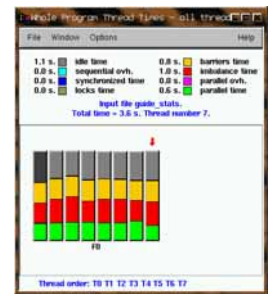 Whole Program Thread Times - all thread
File Window Options Help
1.1 s. idle time 0.8 s. barriers time
0.0 s. sequential ovh. 1.0 s. imbalance time
0.0 s. synchronized time 0.0 s. parallel ovh.
0.0 s. locks time 0.6 s. parallel time
Input file guide_stats.
Total time = 3.6 s. Thread number 7.
F0
Thread order: T0 T1 T2 T3 T4 T5 T6 T7